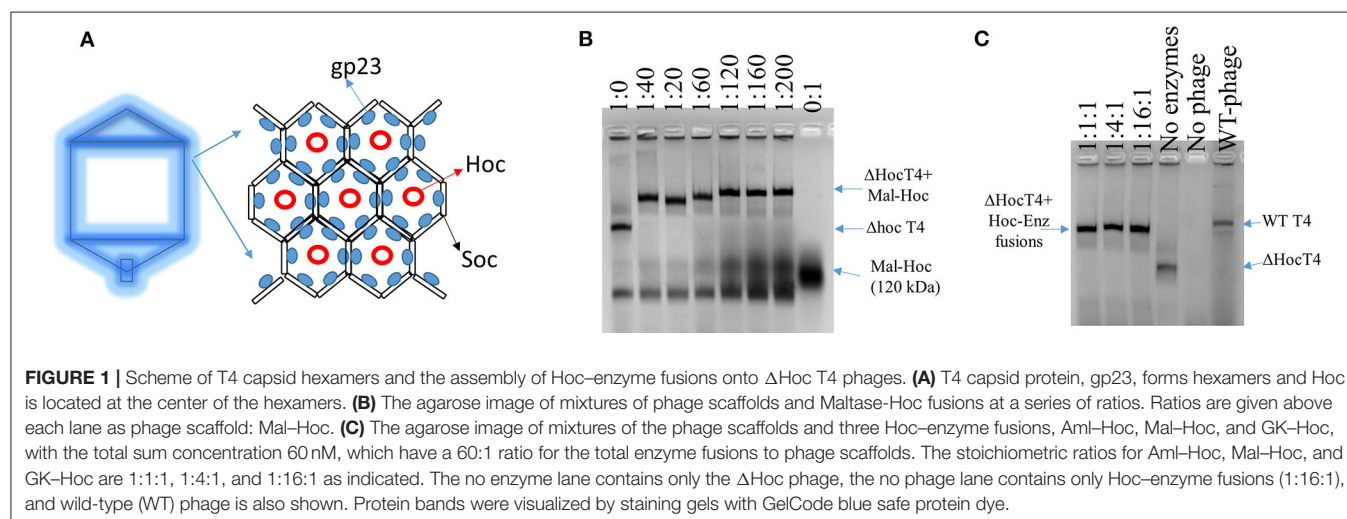 A
gp23
Hoc
Soc
B
1:0
1:40
1:20
1:60
1:120
1:160
1:200
0:1
ΔHocT4+
Mal-Hoc
Δhoc T4
Mal-Hoc
(120 kDa)
C
1:1:1
1:4:1
1:16:1
No enzymes
No phage
WT-phage
ΔHocT4+
Hoc-Enz
fusions
WT T4
ΔHocT4
FIGURE 1 | Scheme of T4 capsid hexamers and the assembly of Hoc–enzyme fusions onto ΔHoc T4 phages. (A) T4 capsid protein, gp23, forms hexamers and Hoc
is located at the center of the hexamers. (B) The agarose image of mixtures of phage scaffolds and Maltase-Hoc fusions at a series of ratios. Ratios are given above
each lane as phage scaffold: Mal–Hoc. (C) The agarose image of mixtures of the phage scaffolds and three Hoc–enzyme fusions, Aml–Hoc, Mal–Hoc, and GK–Hoc,
with the total sum concentration 60 nM, which have a 60:1 ratio for the total enzyme fusions to phage scaffolds. The stoichiometric ratios for Aml–Hoc, Mal–Hoc, and
GK–Hoc are 1:1:1, 1:4:1, and 1:16:1 as indicated. The no enzyme lane contains only the ΔHoc phage, the no phage lane contains only Hoc–enzyme fusions (1:16:1),
and wild-type (WT) phage is also shown. Protein bands were visualized by staining gels with GelCode blue safe protein dye.